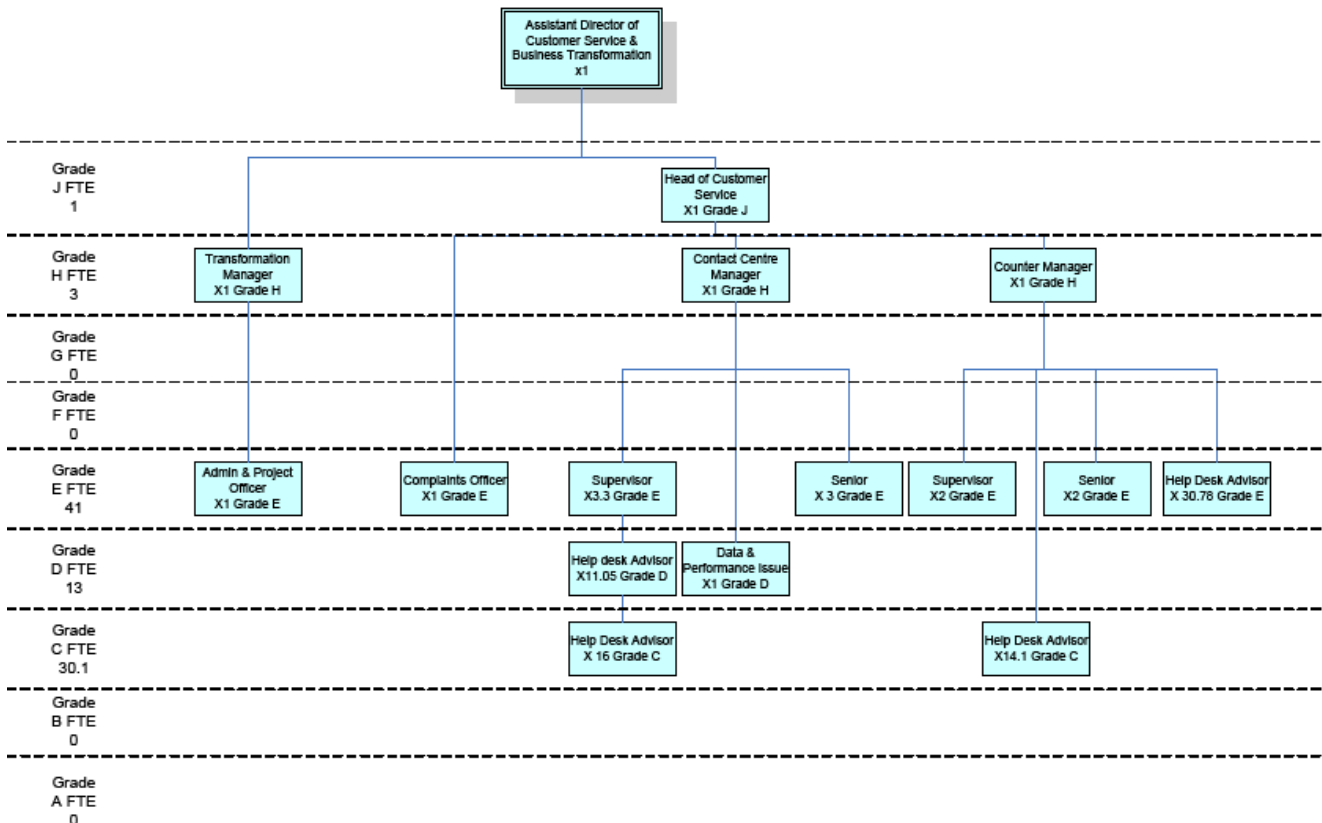 Assistant Director of
Customer Service &
Business Transformation
x1
Grade
J FTE
1
Head of Customer
Service
X1 Grade J
Grade
H FTE
3
Transformation
Manager
X1 Grade H
Contact Centre
Manager
X1 Grade H
Counter Manager
X1 Grade H
Grade
G FTE
0
Grade
F FTE
0
Grade
E FTE
41
Admin & Project
Officer
X1 Grade E
Complaints Officer
X1 Grade E
Supervisor
X3.3 Grade E
Senior
X 3 Grade E
Supervisor
X2 Grade E
Senior
X2 Grade E
Help Desk Advisor
X 30.78 Grade E
Grade
D FTE
13
Help desk Advisor
X11.05 Grade D
Data &
Performance Issue
X1 Grade D
Grade
C FTE
30.1
Help Desk Advisor
X 16 Grade C
Help Desk Advisor
X14.1 Grade C
Grade
B FTE
0
Grade
A FTE
0